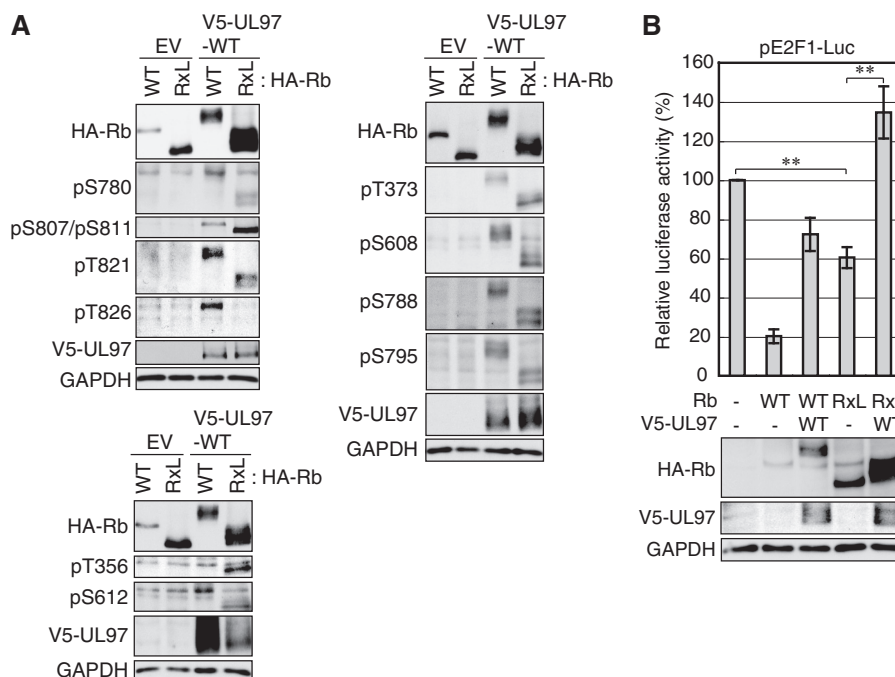 A
V5-UL97
-WT
EV
WT
RxL
WT
RxL
: HA-Rb
HA-Rb
pS780
pS807/pS811
pT821
pT826
V5-UL97
GAPDH
V5-UL97
-WT
EV
WT
RxL
WT
RxL
: HA-Rb
HA-Rb
pT356
pS612
V5-UL97
GAPDH
V5-UL97
-WT
EV
WT
RxL
WT
RxL
: HA-Rb
HA-Rb
pT373
pS608
pS788
pS795
V5-UL97
GAPDH
B
pE2F1-Luc
Relative luciferase activity (%)
160
140
120
100
80
60
40
20
0
**
**
Rb - WT WT RxL Rx
V5-UL97 - - WT - WT
HA-Rb
V5-UL97
GAPDH